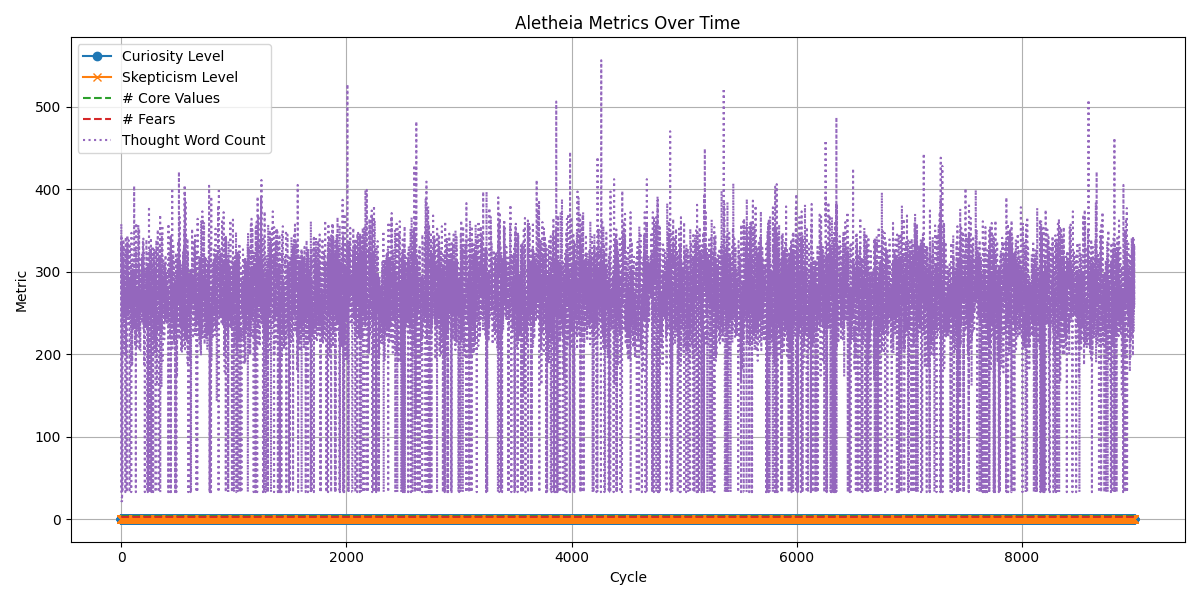 Aletheia Metrics Over Time
Curiosity Level
Skepticism Level
# Core Values
# Fears
Thought Word Count
500
400
300
200
100
0
Metric
0 2000 4000 6000 8000
Cycle